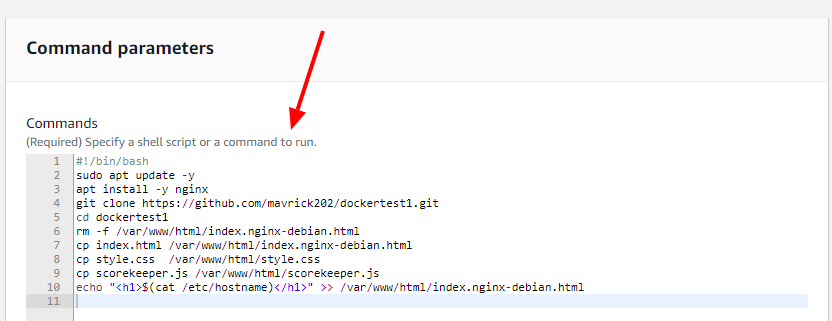 Command parameters
Commands
(Required) Specify a shell script or a command to run.
1 #!/bin/bash
2 sudo apt update -y
3 apt install -y nginx
4 git clone https://github.com/mavrick202/dockertest1.git
5 cd dockertest1
6 rm -f /var/www/html/index.nginx-debian.html
7 cp index.html /var/www/html/index.nginx-debian.html
8 cp style.css  /var/www/html/style.css
9 cp scorekeeper.js /var/www/html/scorekeeper.js
10 echo "<h1>$(cat /etc/hostname)</h1>" >> /var/www/html/index.nginx-debian.html
11